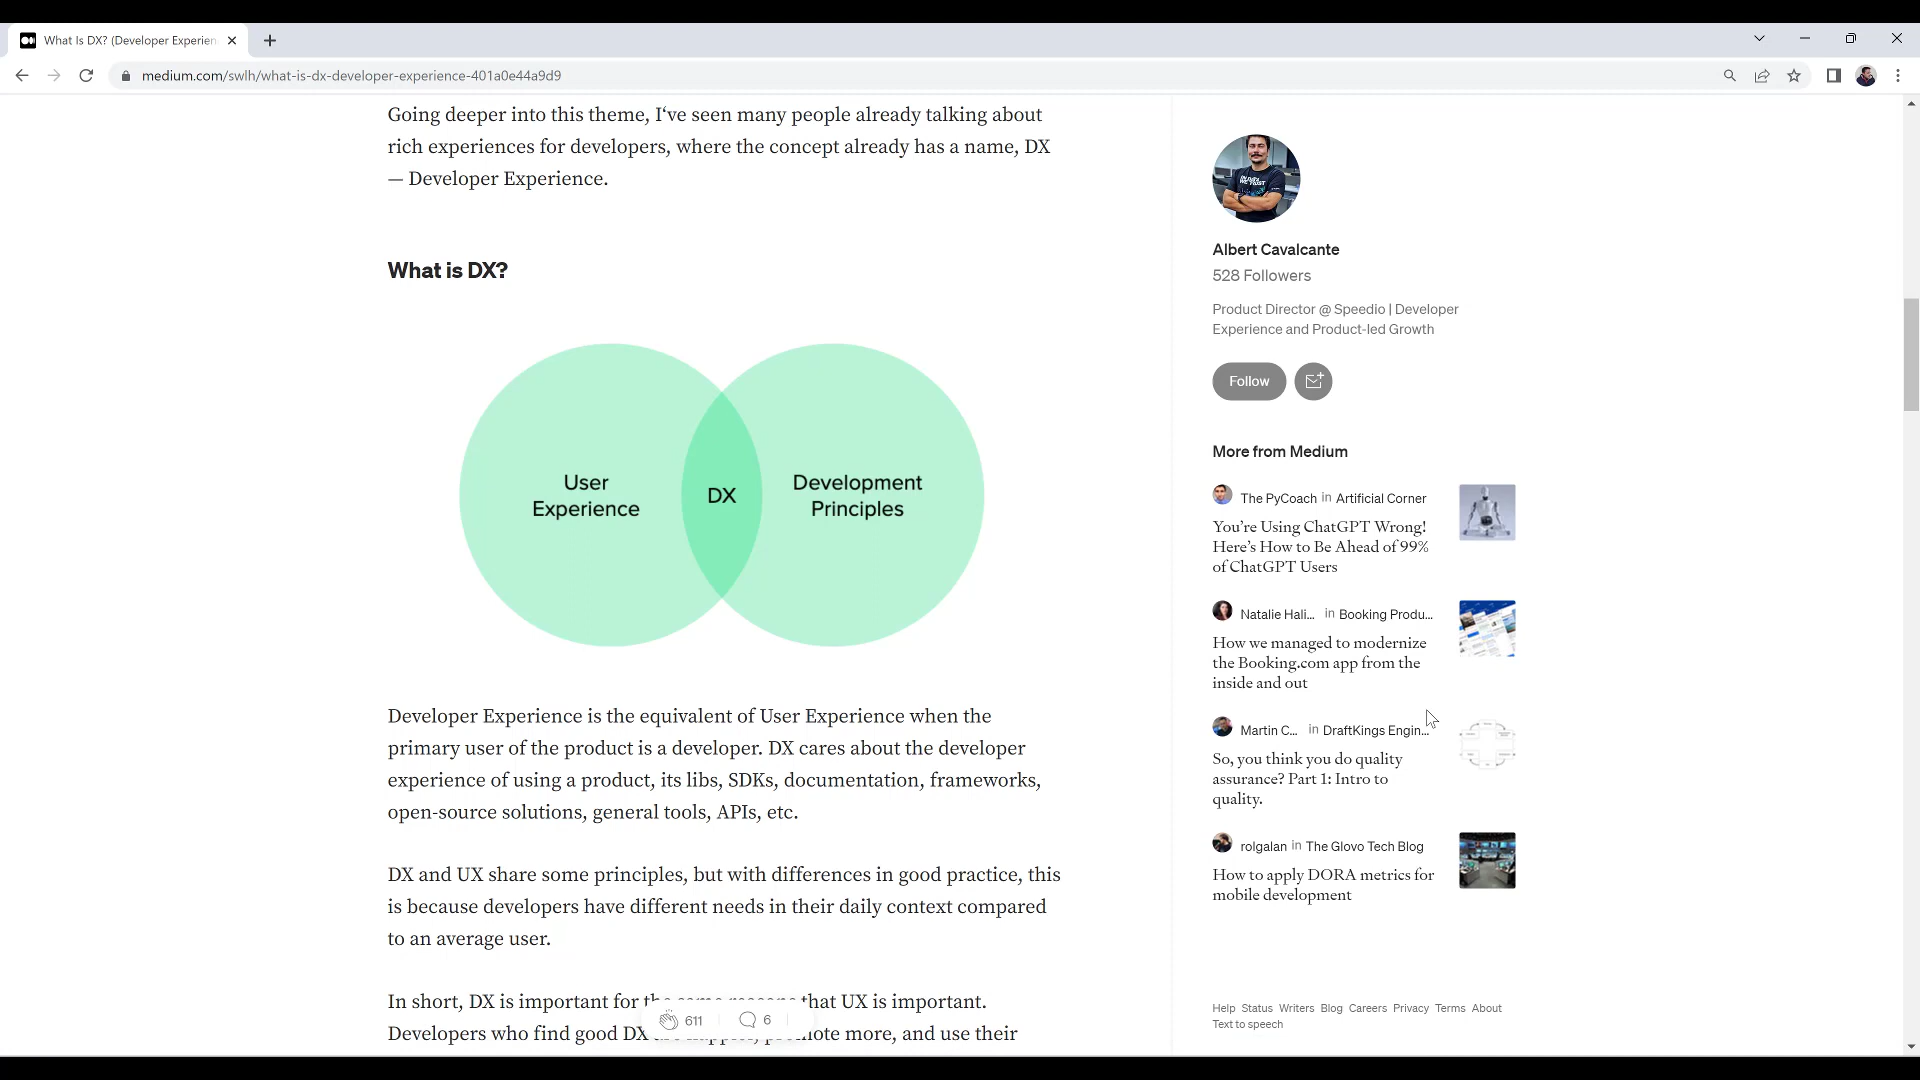 What Is DX? (Developer Experien
medium.com/swlh/what-is-dx-developer-experience-401a0e44a9d9
Going deeper into this theme, I‘ve seen many people already talking about
rich experiences for developers, where the concept already has a name, DX
— Developer Experience.
What is DX?
User
Experience
DX
Development
Principles
Developer Experience is the equivalent of User Experience when the
primary user of the product is a developer. DX cares about the developer
experience of using a product, its libs, SDKs, documentation, frameworks,
open-source solutions, general tools, APIs, etc.
DX and UX share some principles, but with differences in good practice, this
is because developers have different needs in their daily context compared
to an average user.
In short, DX is important for the same reasons that UX is important.
Developers who find good DX are happier, promote more, and use their
611
6
Albert Cavalcante
528 Followers
Product Director @ Speedio | Developer
Experience and Product-led Growth
Follow
More from Medium
The PyCoach in Artificial Corner
You’re Using ChatGPT Wrong!
Here’s How to Be Ahead of 99%
of ChatGPT Users
Natalie Hali... in Booking Produ...
How we managed to modernize
the Booking.com app from the
inside and out
Martin C... in DraftKings Engin...
So, you think you do quality
assurance? Part 1: Intro to
quality.
rolgalan in The Glovo Tech Blog
How to apply DORA metrics for
mobile development
Help Status Writers Blog Careers Privacy Terms About
Text to speech